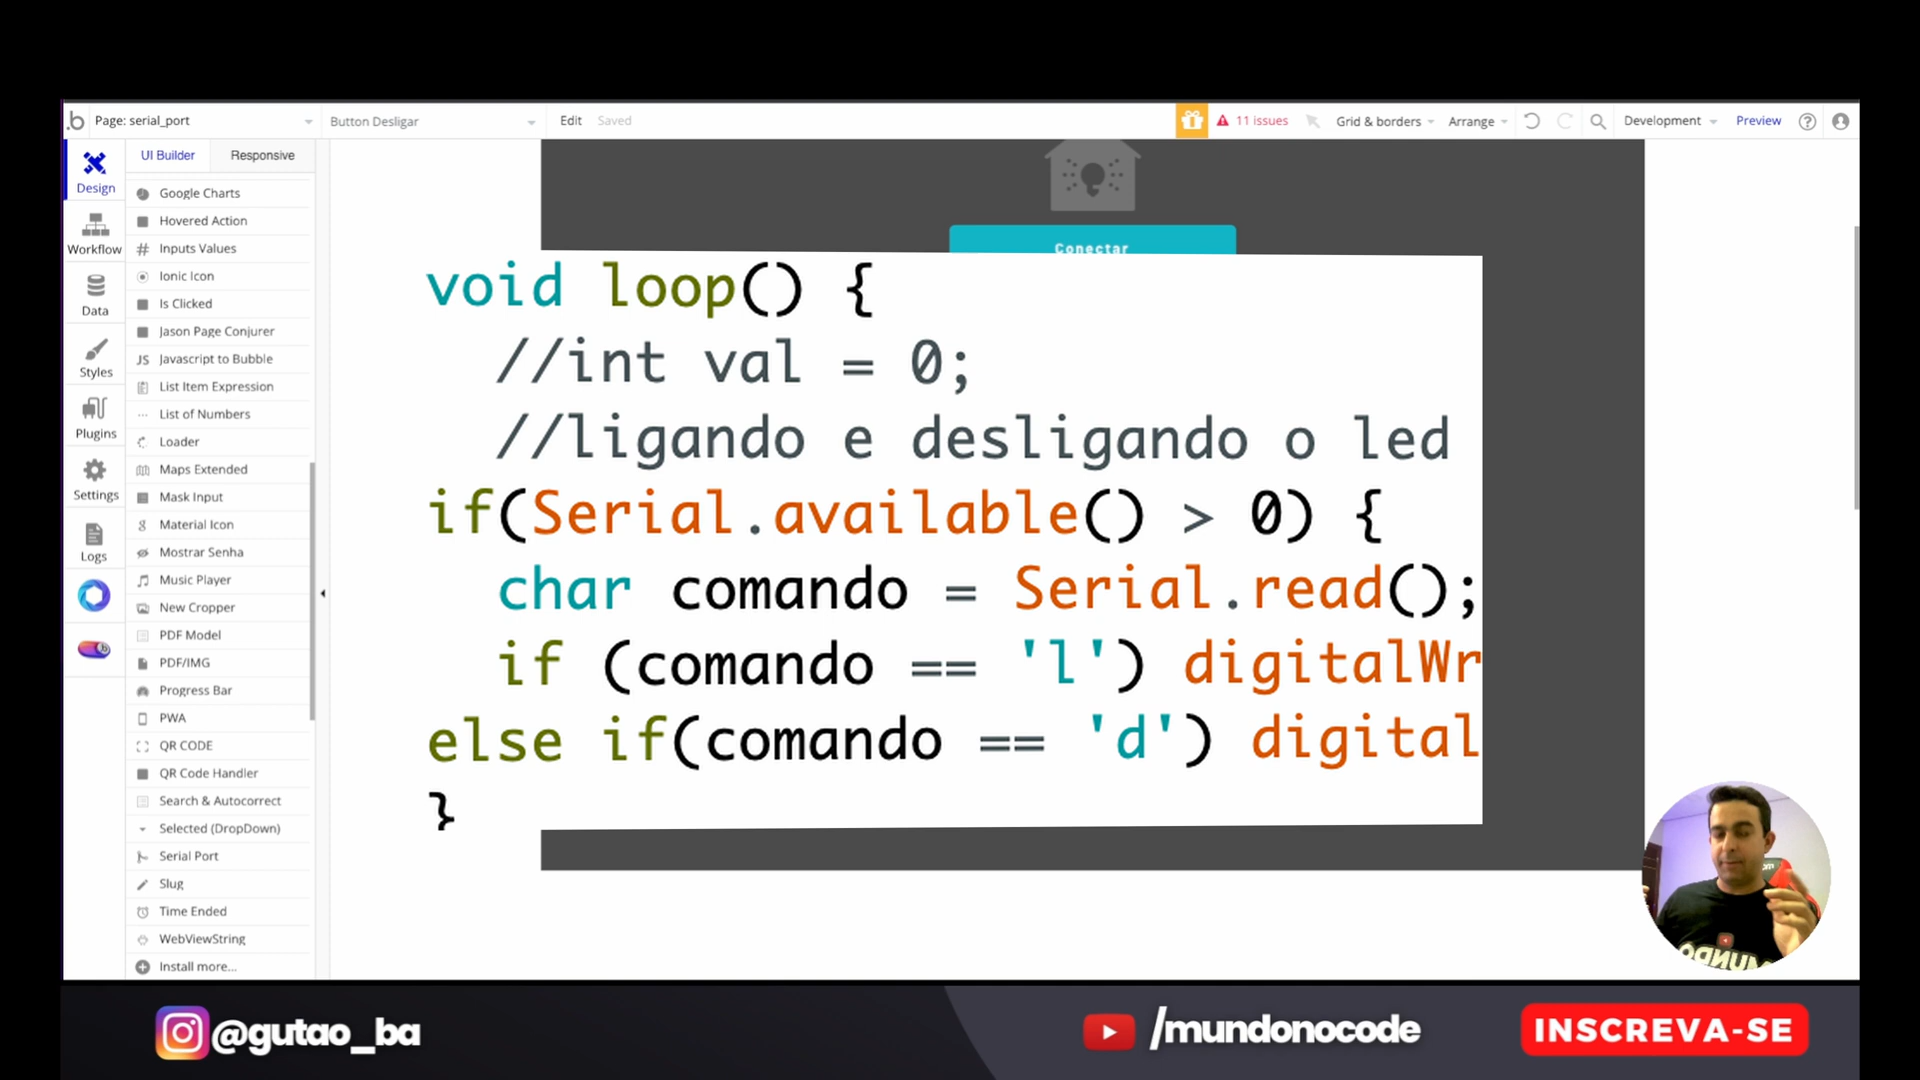 Page: serial_port
Button Desligar
Edit
Saved
11 issues
Grid & borders
Arrange
Development
Preview
UI Builder
Responsive
Design
Workflow
Data
Styles
Plugins
Settings
Logs
Google Charts
Hovered Action
Inputs Values
Ionic Icon
Is Clicked
Jason Page Conjurer
JS Javascript to Bubble
List Item Expression
List of Numbers
Loader
Maps Extended
Mask Input
Material Icon
Mostrar Senha
Music Player
New Cropper
PDF Model
PDF/IMG
Progress Bar
PWA
QR CODE
QR Code Handler
Search & Autocorrect
Selected (DropDown)
Serial Port
Slug
Time Ended
WebViewString
Install more...
Conectar
void loop() {
//int val = 0;
//ligando e desligando o led
if(Serial.available() > 0) {
char comando = Serial.read();
if (comando == 'l') digitalWr
else if(comando == 'd') digital
}
MUNDO
@gutao_ba
/mundonocode
INSCREVA-SE